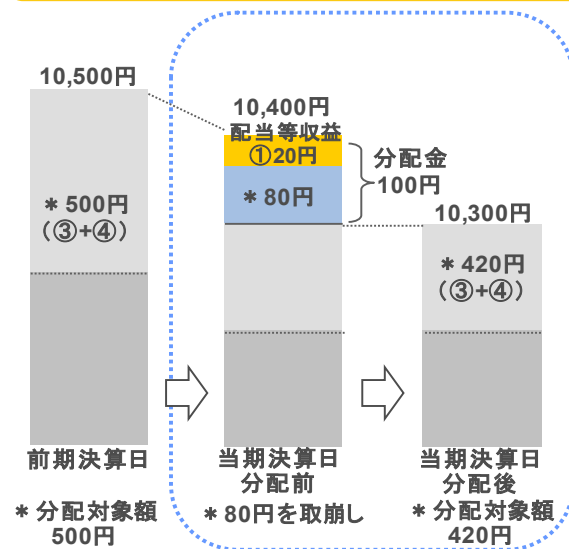 10,500円
10,400円
配当等収益
①20円
分配金
100円
＊80円
10,300円
＊500円
（③+④）
＊420円
（③+④）
前期決算日
当期決算日
分配前
当期決算日
分配後
＊分配対象額
500円
＊80円を取崩し
＊分配対象額
420円